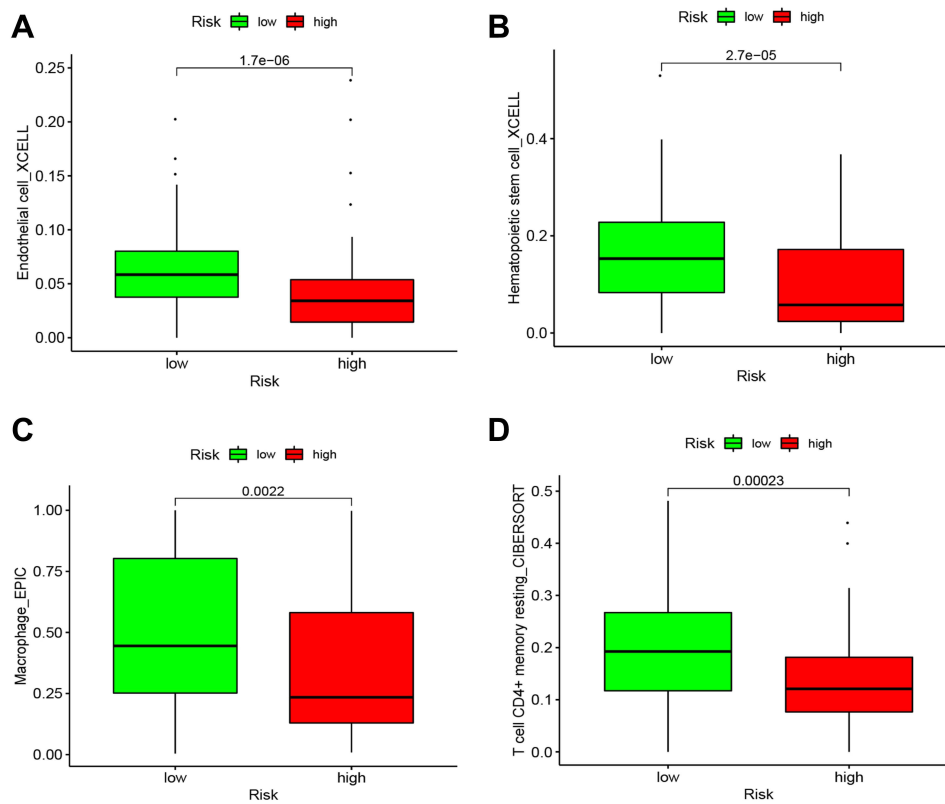 A
Risk low high
Endothelial cell_XCELL
0.25
0.20
0.15
0.10
0.05
0.00
1.7e−06
low high
Risk
B
Risk low high
Hematopoietic stem cell_XCELL
0.4
0.2
0.0
2.7e−05
low high
Risk
C
Risk low high
Macrophage_EPIC
1.00
0.75
0.50
0.25
0.00
0.0022
low high
Risk
D
Risk low high
T cell CD4+ memory resting_CIBERSORT
0.5
0.4
0.3
0.2
0.1
0.0
0.00023
low high
Risk